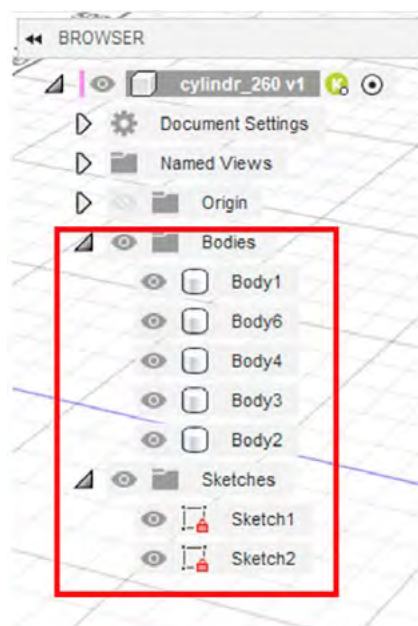 BROWSER
cylindr_260 v1
Document Settings
Named Views
Origin
Bodies
Body1
Body6
Body4
Body3
Body2
Sketches
Sketch1
Sketch2